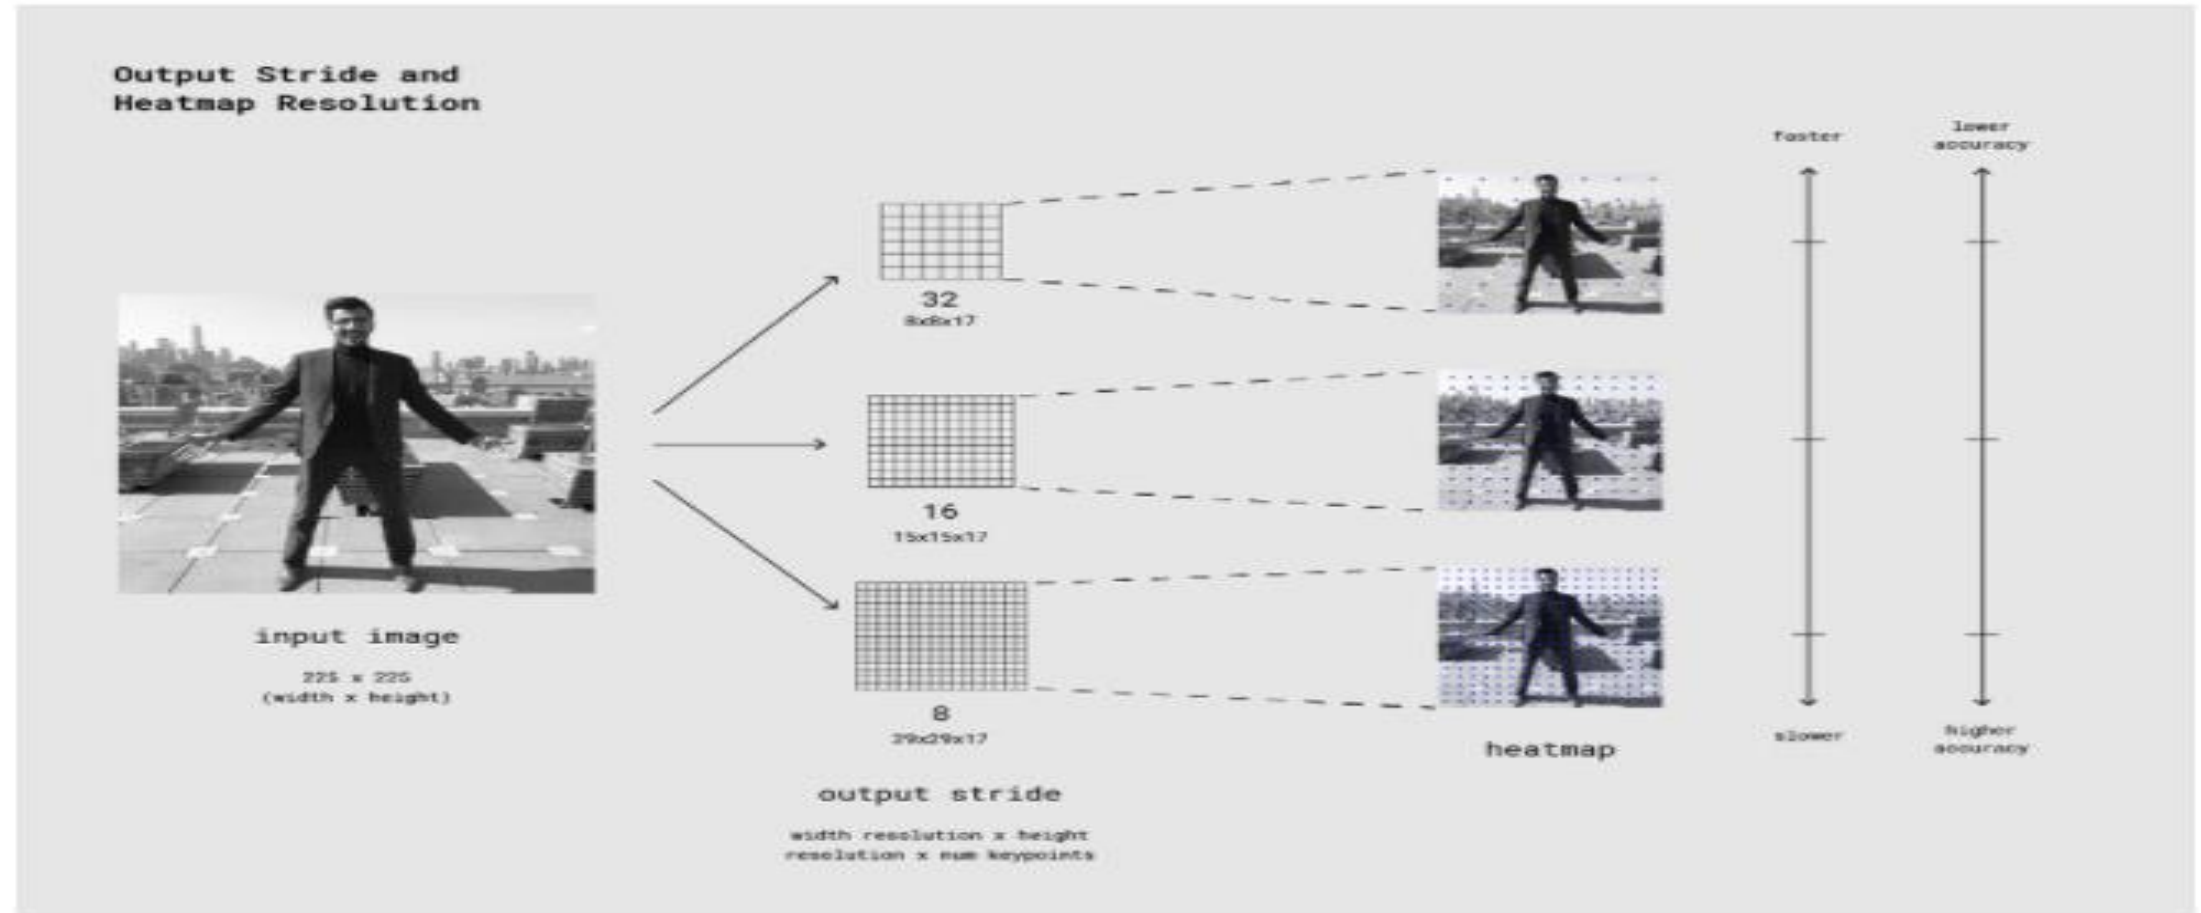 Output Stride and
Heatmap Resolution
faster
lower
accuracy
32
8x8x17
16
15x15x17
input image
225 x 225
(width x height)
8
29x29x17
slower
higher
accuracy
heatmap
output stride
width resolution x height
resolution x num keypoints